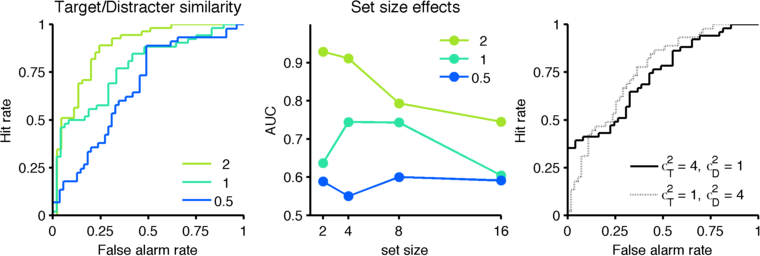 Target/Distracter similarity
Hit rate
1
0.75
0.5
0.25
0
2
1
0.5
0 0.25 0.5 0.75 1
False alarm rate
Set size effects
AUC
0.9
0.8
0.7
0.6
0.5
2
1
0.5
2 4 8 16
set size
Hit rate
1
0.75
0.5
0.25
0
ϵ²T = 4, ϵ²D = 1
ϵ²T = 1, ϵ²D = 4
0 0.25 0.5 0.75 1
False alarm rate